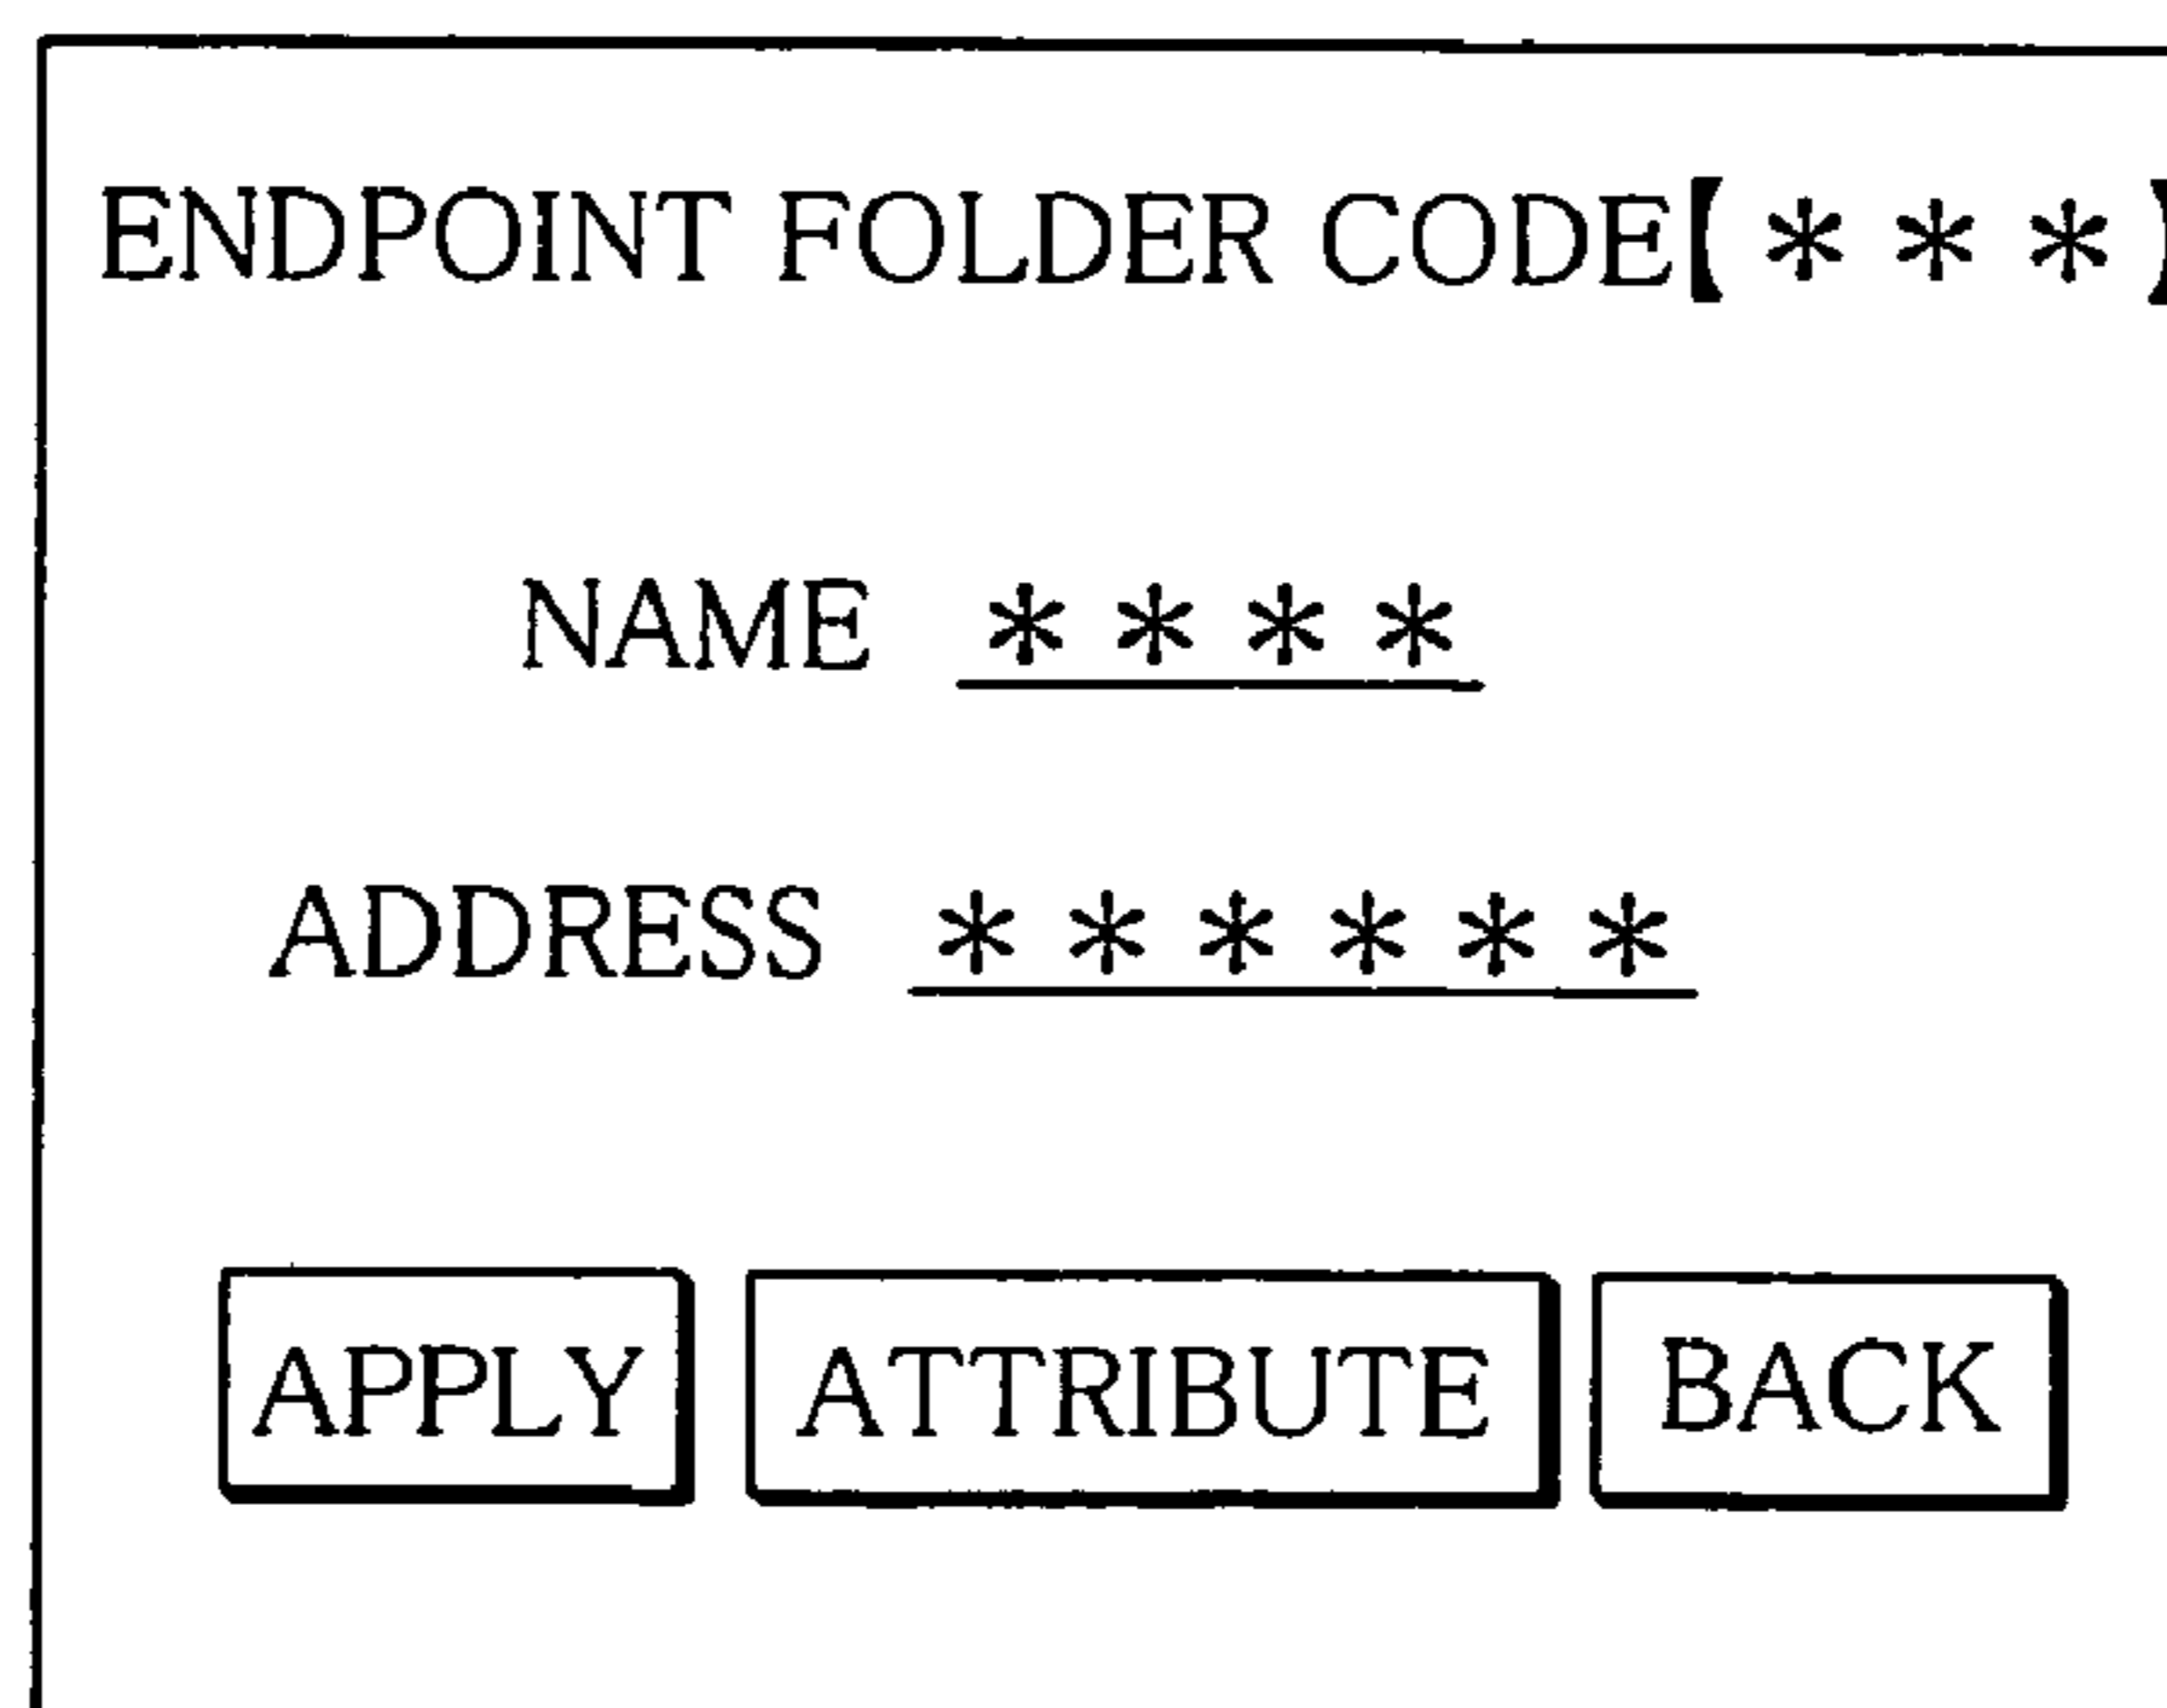 ENDPOINT FOLDER CODE【＊＊＊】
NAME ＊＊＊＊
ADDRESS ＊＊＊＊＊＊
APPLY ATTRIBUTE BACK